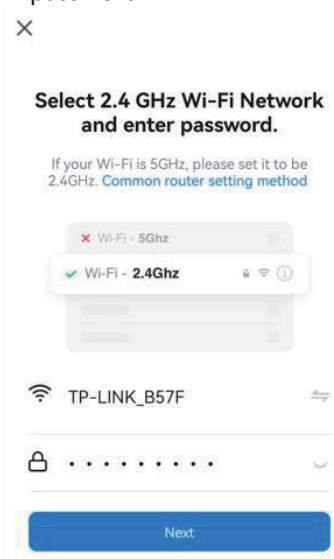 Select 2.4 GHz Wi-Fi Network
and enter password.
If your Wi-Fi is 5GHz, please set it to be
2.4GHz. Common router setting method
Wi-Fi - 5Ghz
Wi-Fi - 2.4Ghz
TP-LINK_B57F
Next